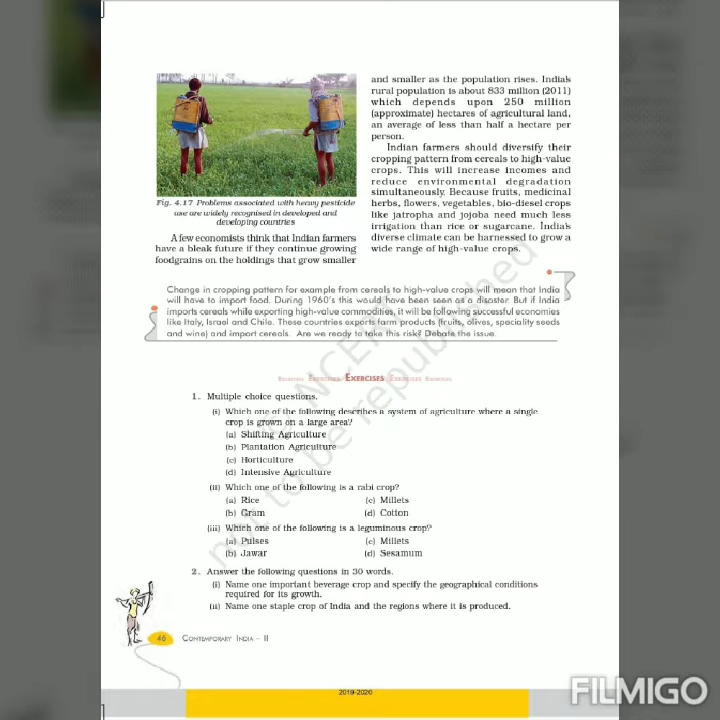 Fig. 4.17 Problems associated with heavy pesticide
use are widely recognised in developed and
developing countries
A few economists think that Indian farmers
have a bleak future if they continue growing
foodgrains on the holdings that grow smaller
and smaller as the population rises. India's
rural population is about 833 million (2011)
which depends upon 250 million
(approximate) hectares of agricultural land,
an average of less than half a hectare per
person.
Indian farmers should diversify their
cropping pattern from cereals to high-value
crops. This will increase incomes and
reduce environmental degradation
simultaneously. Because fruits, medicinal
herbs, flowers, vegetables, bio-diesel crops
like jatropha and jojoba need much less
irrigation than rice or sugarcane. India's
diverse climate can be harnessed to grow a
wide range of high-value crops.
Change in cropping pattern for example from cereals to high-value crops will mean that India
will have to import food. During 1960's this would have been seen as a disaster. But if India
imports cereals while exporting high-value commodities, it will be following successful economies
like Italy, Israel and Chile. These countries exports farm products (fruits, olives, speciality seeds
and wine) and import cereals. Are we ready to take this risk? Debate the issue.
Exercises Exercises Exercises Exercises Exercises
1. Multiple choice questions.
(i) Which one of the following describes a system of agriculture where a single
crop is grown on a large area?
(a) Shifting Agriculture
(b) Plantation Agriculture
(c) Horticulture
(d) Intensive Agriculture
(ii) Which one of the following is a rabi crop?
(a) Rice (c) Millets
(b) Gram (d) Cotton
(iii) Which one of the following is a leguminous crop?
(a) Pulses (c) Millets
(b) Jawar (d) Sesamum
2. Answer the following questions in 30 words.
(i) Name one important beverage crop and specify the geographical conditions
required for its growth.
(ii) Name one staple crop of India and the regions where it is produced.
46 Contemporary India – II
2019-2020
© NCERT
not to be republished
FILMIGO